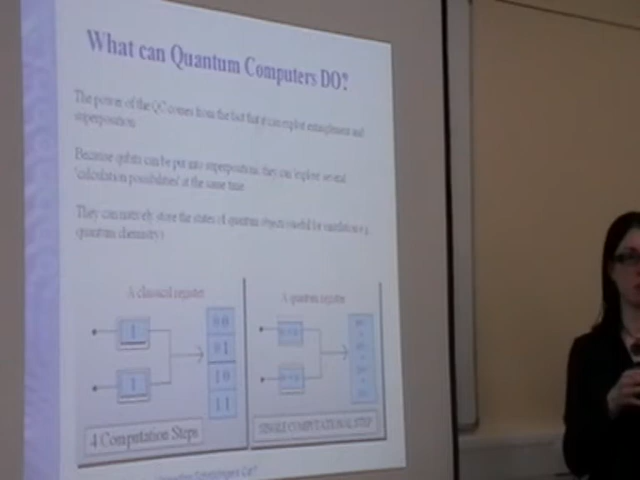 What can Quantum Computers DO?
The power of the QC comes from the fact that it can exploit entanglement and
superposition
Because qubits can be put into superpositions, they can 'explore' several
'calculation possibilities' at the same time
They can natively store the states of quantum objects (useful for simulation e.g.
quantum chemistry)
A classical register
A quantum register
1
00
01
1
10
11
4 Computation Steps
SINGLE COMPUTATIONAL STEP